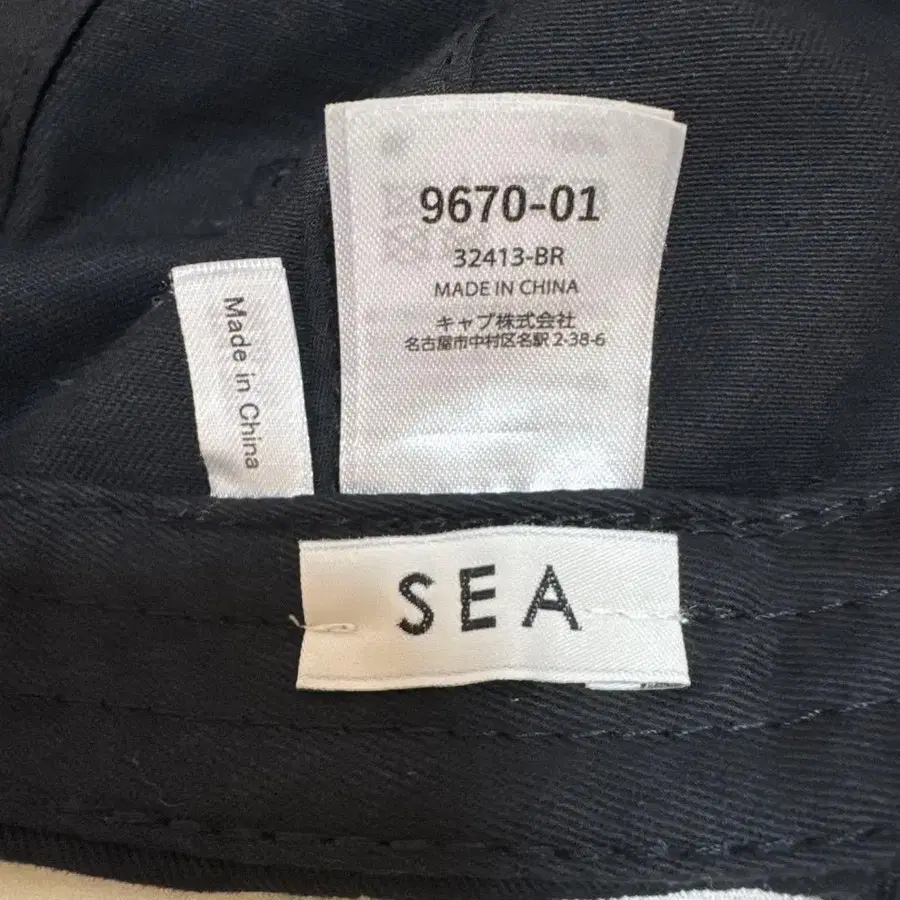 9670-01
32413-BR
MADE IN CHINA
キャブ株式会社
名古屋市中村区名駅 2-38-6
Made in China
SEA